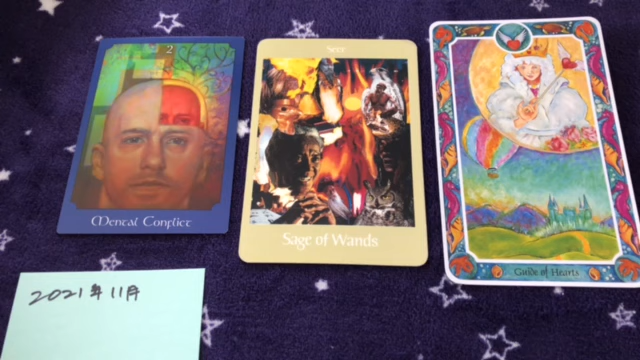 2
Mental Conflict
Seer
Sage of Wands
Guide of Hearts
2021年11月